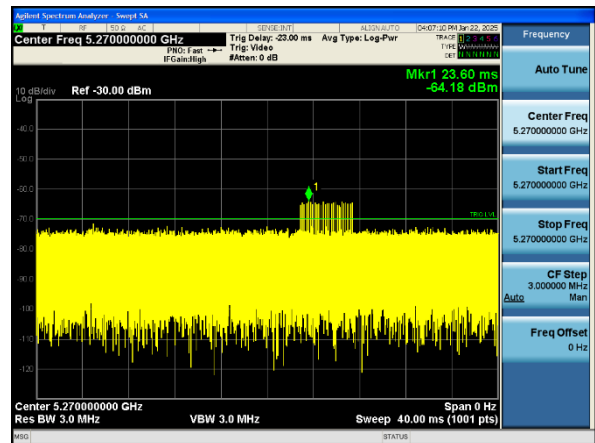 Agilent Spectrum Analyzer - Swept SA
T RF 50 Ω AC SENSE:INT ALIGN AUTO 04:07:10 PM Jan 22, 2025
Center Freq 5.270000000 GHz
PNO: Fast
IFGain:High
Trig Delay: -23.00 ms
Trig: Video
#Atten: 0 dB
Avg Type: Log-Pwr
TRACE 1 2 3 4 5 6
TYPE
DET N N N N N N
Frequency
Mkr1 23.60 ms
-64.18 dBm
10 dB/div
Log
Ref -30.00 dBm
Auto Tune
Center Freq
5.270000000 GHz
Start Freq
5.270000000 GHz
Stop Freq
5.270000000 GHz
CF Step
3.000000 MHz
Auto Man
Freq Offset
0 Hz
-40.0
-50.0
-60.0
-70.0
-80.0
-90.0
-100
-110
-120
1
TRIG LVL
Center 5.270000000 GHz
Span 0 Hz
Res BW 3.0 MHz
VBW 3.0 MHz
Sweep 40.00 ms (1001 pts)
MSG
STATUS